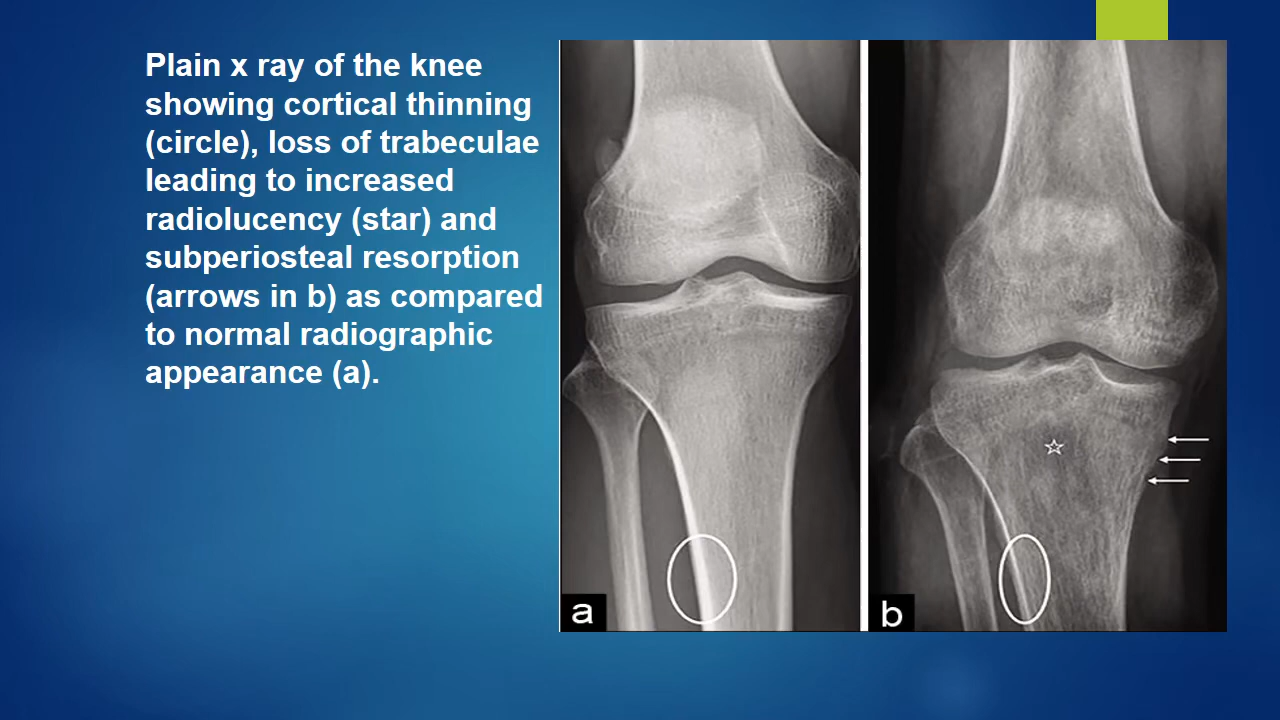 Plain x ray of the knee
showing cortical thinning
(circle), loss of trabeculae
leading to increased
radiolucency (star) and
subperiosteal resorption
(arrows in b) as compared
to normal radiographic
appearance (a).
a
b